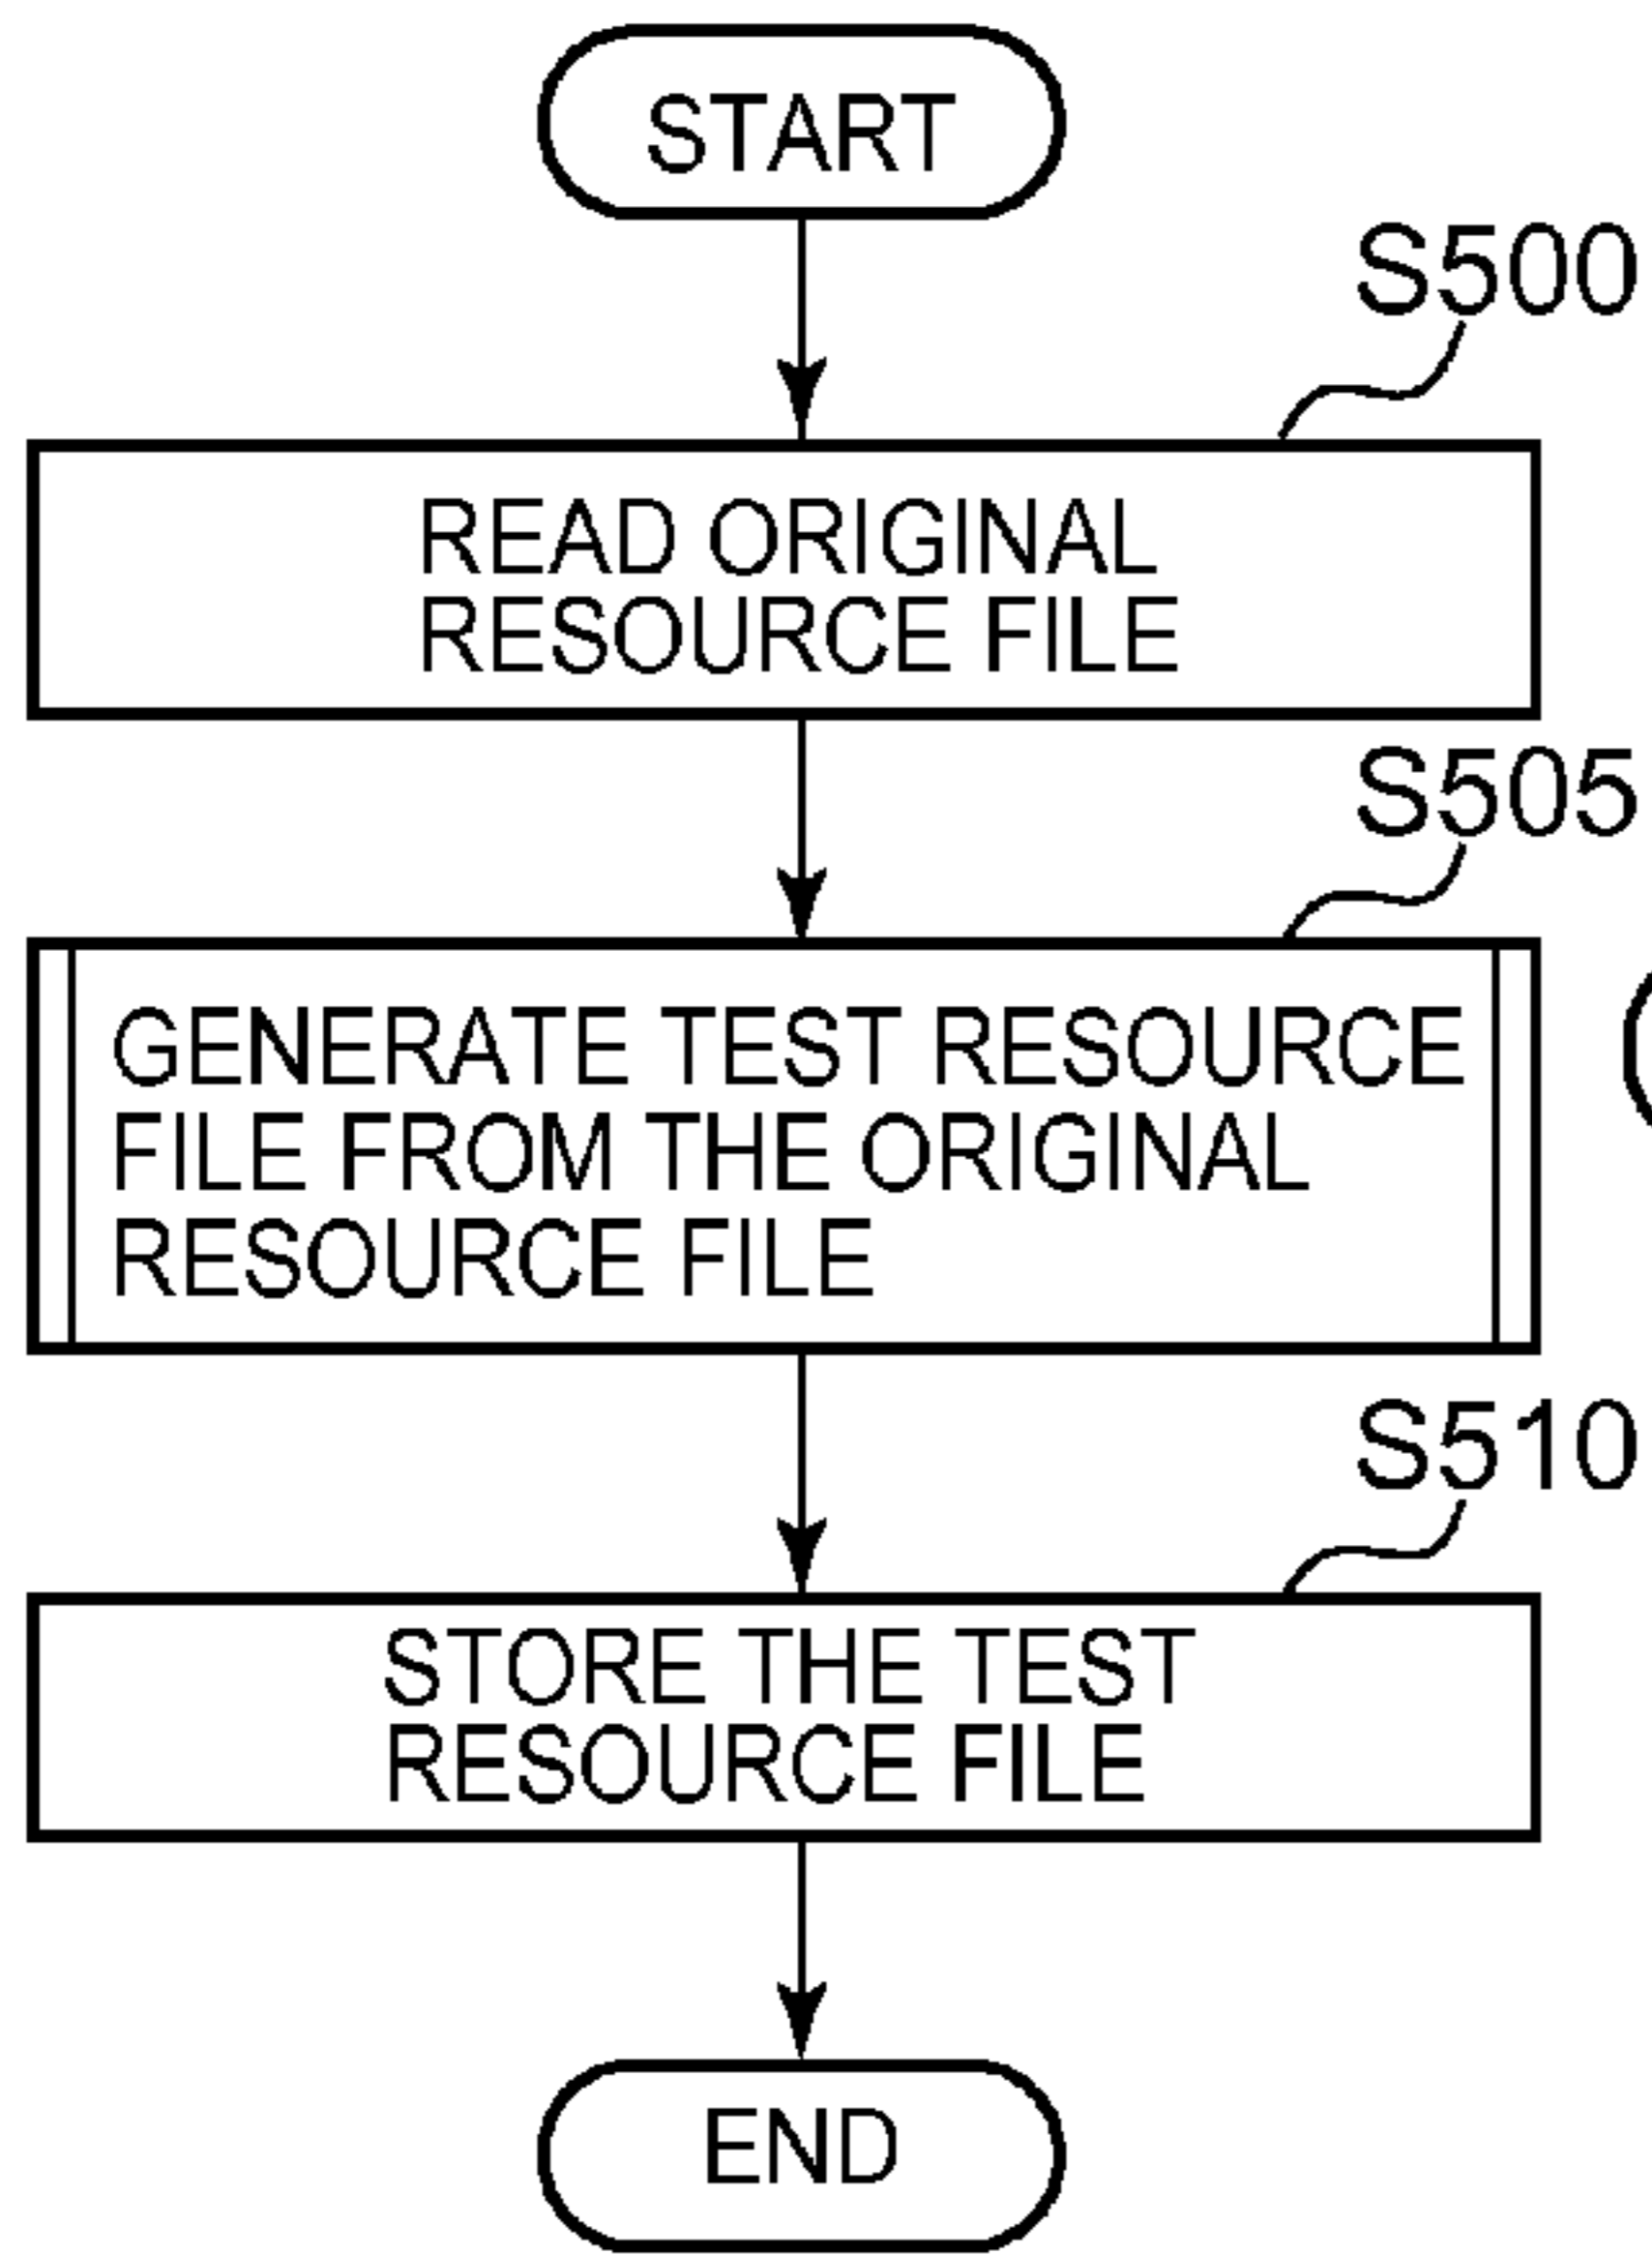 START
S500
READ ORIGINAL
RESOURCE FILE
S505
GENERATE TEST RESOURCE
FILE FROM THE ORIGINAL
RESOURCE FILE
S510
STORE THE TEST
RESOURCE FILE
END